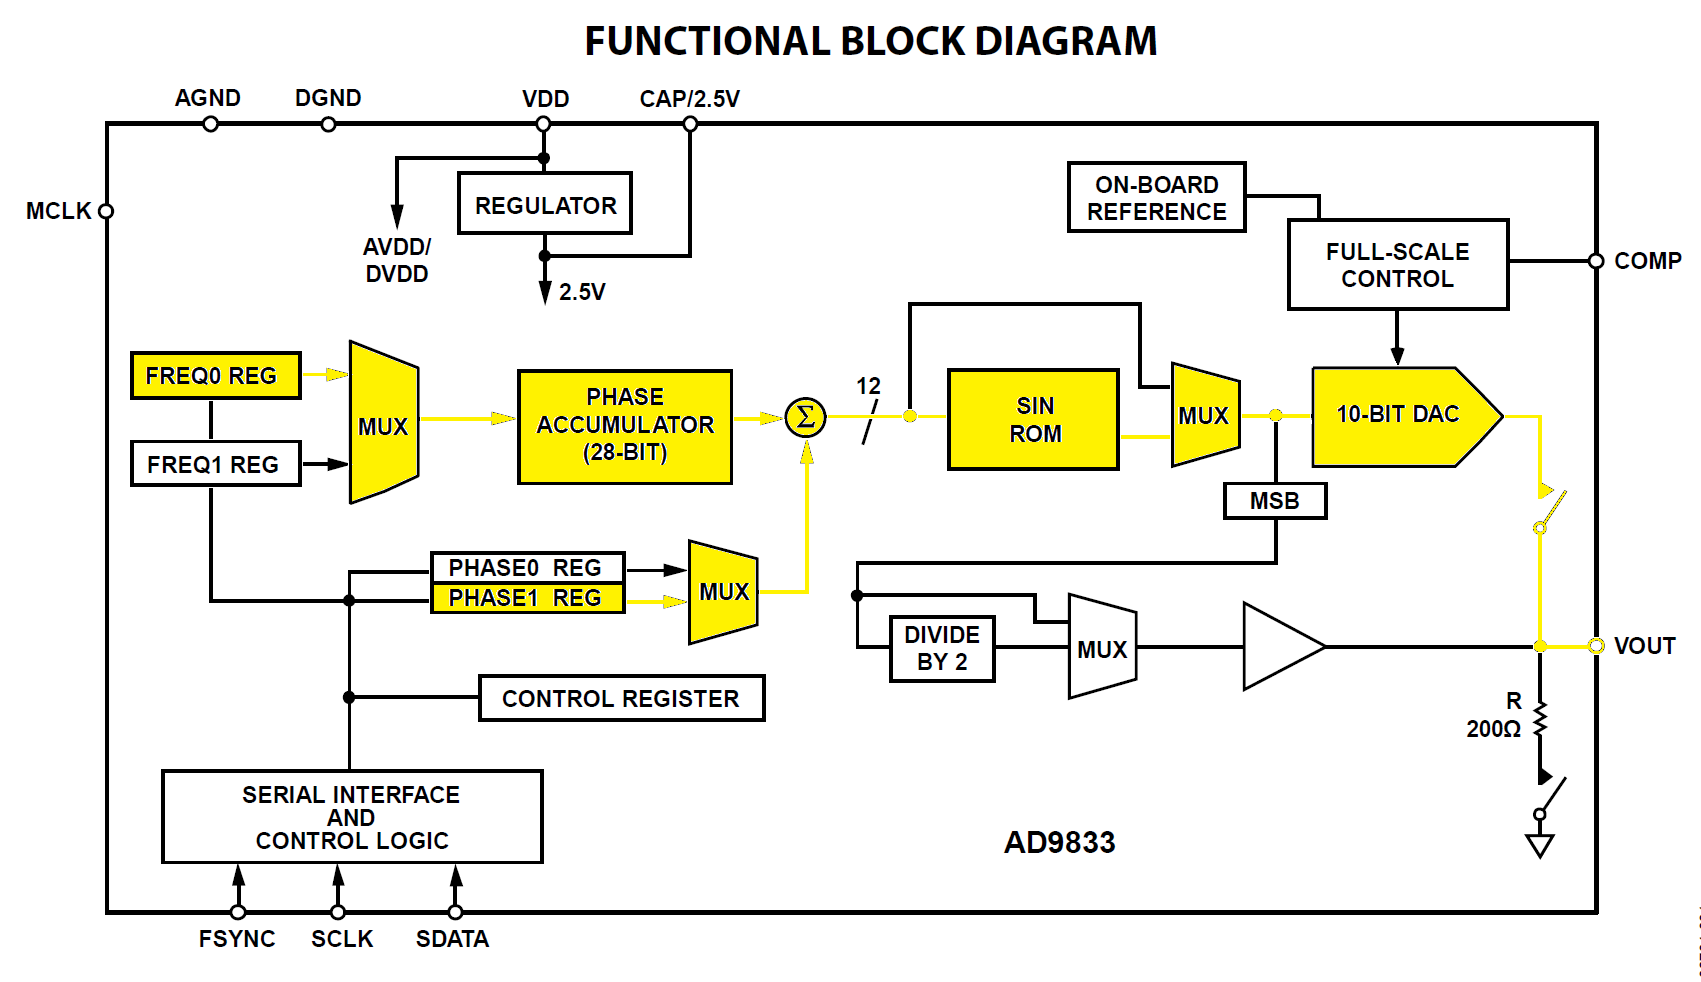 FUNCTIONAL BLOCK DIAGRAM
AGND
DGND
VDD
CAP/2.5V
MCLK
REGULATOR
AVDD/
DVDD
2.5V
ON-BOARD
REFERENCE
FULL-SCALE
CONTROL
COMP
FREQ0 REG
FREQ1 REG
MUX
PHASE
ACCUMULATOR
(28-BIT)
Σ
12
SIN
ROM
MUX
10-BIT DAC
MSB
PHASE0 REG
PHASE1 REG
MUX
DIVIDE
BY 2
MUX
VOUT
R
200Ω
CONTROL REGISTER
SERIAL INTERFACE
AND
CONTROL LOGIC
AD9833
FSYNC
SCLK
SDATA